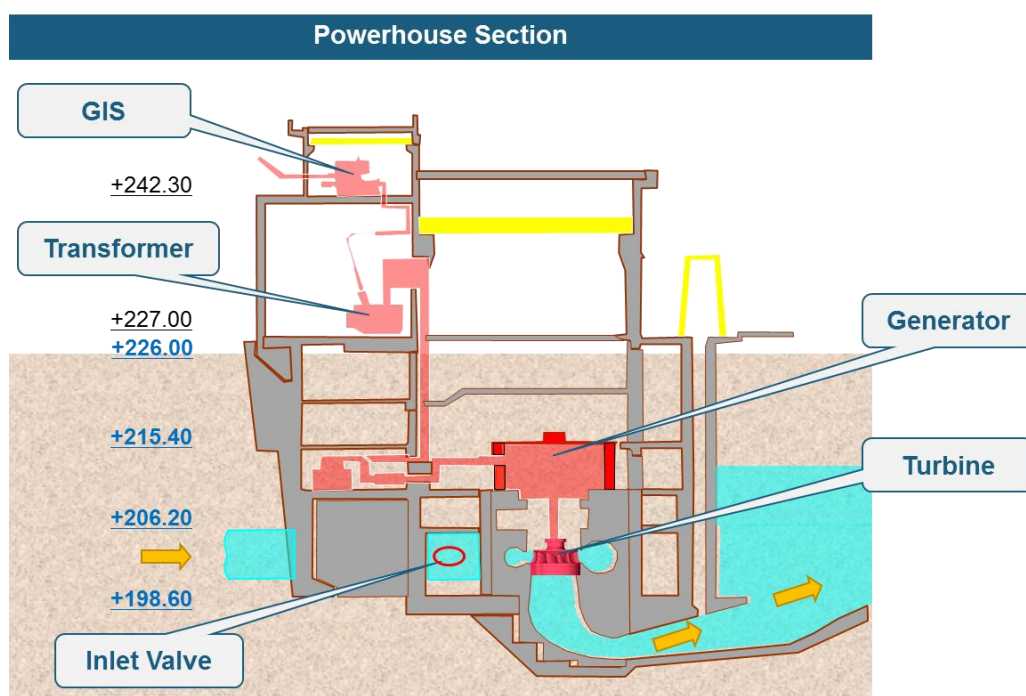 Powerhouse Section
GIS
+242.30
Transformer
+227.00
+226.00
Generator
+215.40
Turbine
+206.20
+198.60
Inlet Valve